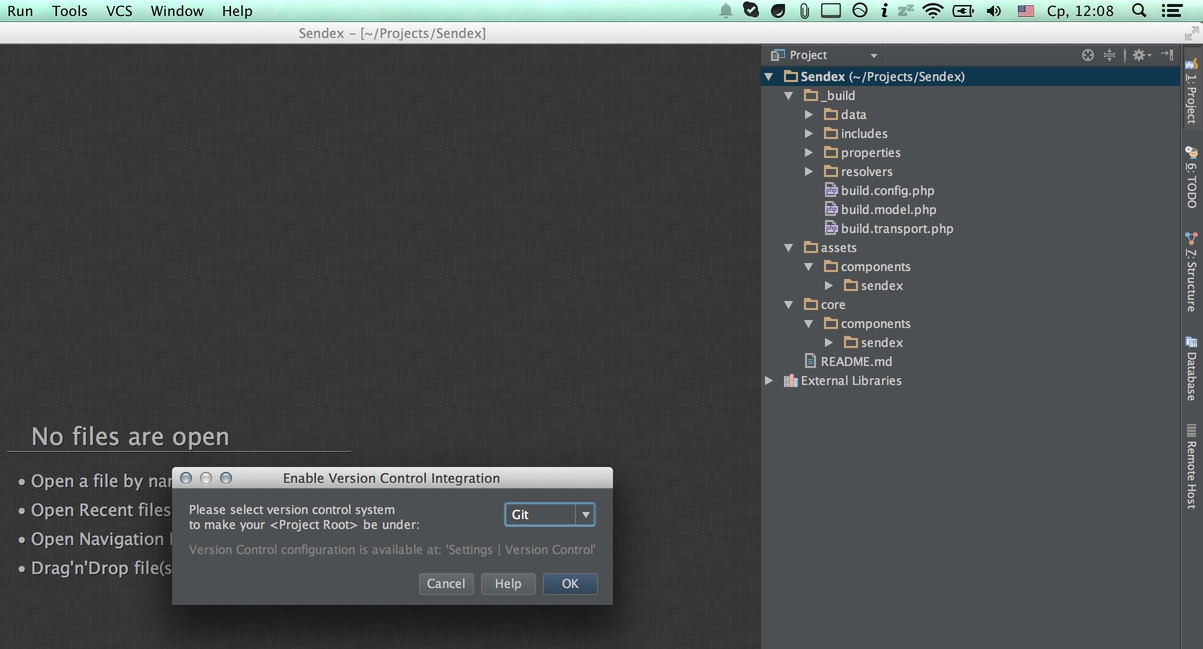 Run Tools VCS Window Help Ср, 12:08
Sendex – [~/Projects/Sendex]
Project
Sendex (~/Projects/Sendex)
_build
data
includes
properties
resolvers
build.config.php
build.model.php
build.transport.php
assets
components
sendex
core
components
sendex
README.md
External Libraries
1: Project
6: TODO
7: Structure
Database
Remote Host
No files are open
• Open a file by
• Open Recent files
• Open Navigation
• Drag'n'Drop file(s
Enable Version Control Integration
Please select version control system
to make your <Project Root> be under:
Git
Version Control configuration is available at: 'Settings | Version Control'
Cancel Help OK